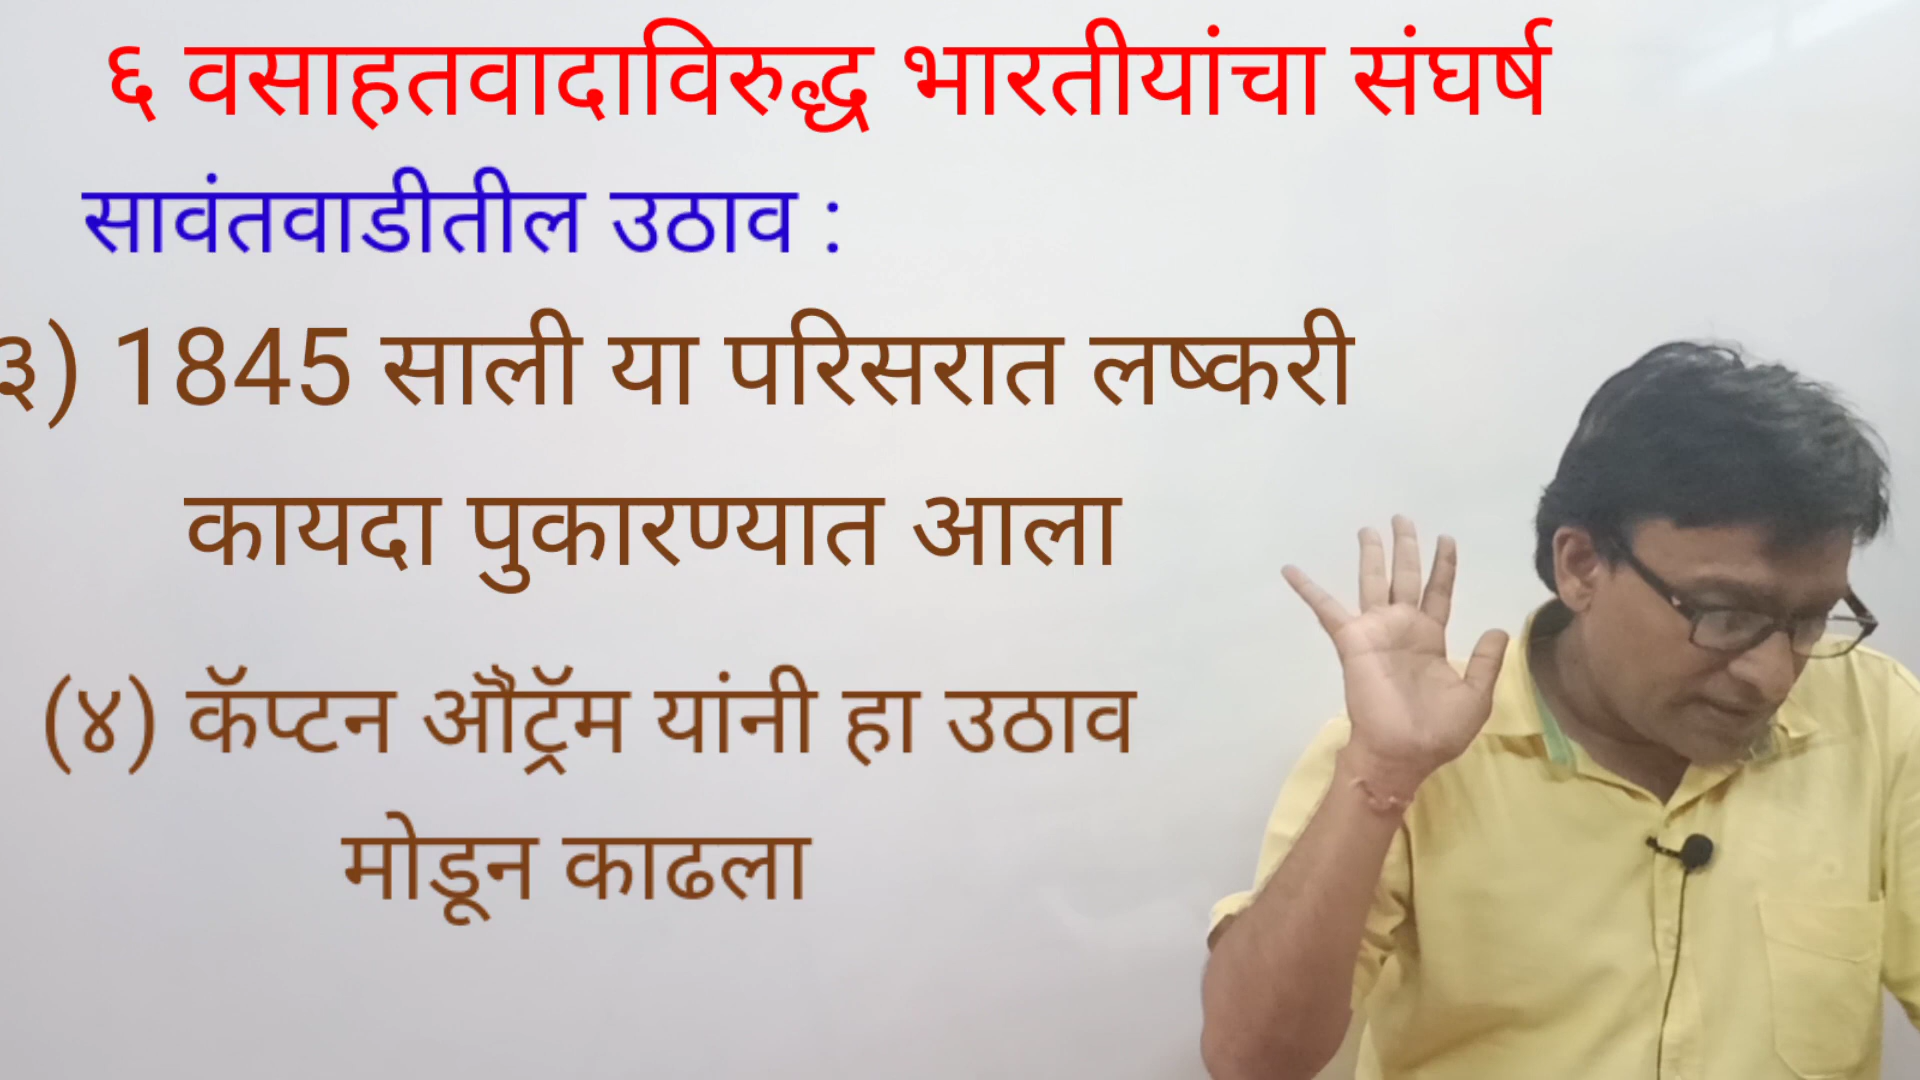 ६ वसाहतवादाविरुद्ध भारतीयांचा संघर्ष
सावंतवाडीतील उठाव :
३) 1845 साली या परिसरात लष्करी
कायदा पुकारण्यात आला
(४) कॅप्टन औट्रॅम यांनी हा उठाव
मोडून काढला